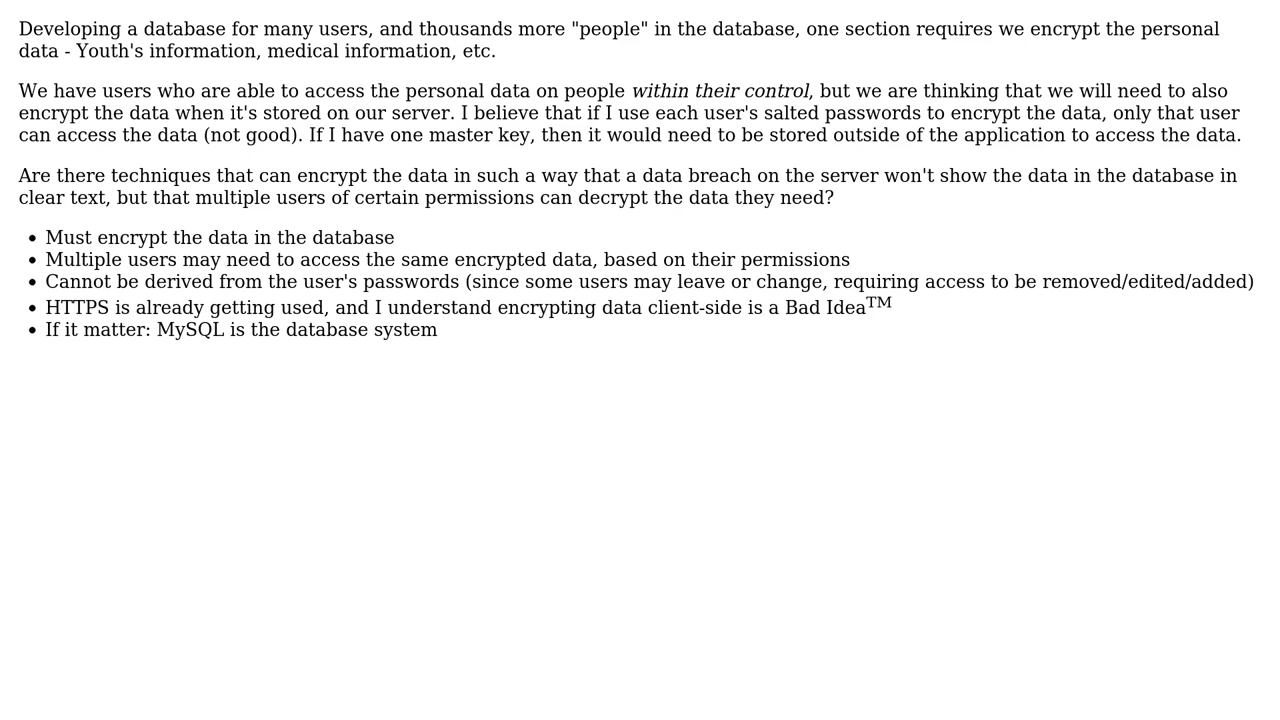 Developing a database for many users, and thousands more "people" in the database, one section requires we encrypt the personal
data - Youth's information, medical information, etc.
We have users who are able to access the personal data on people within their control, but we are thinking that we will need to also
encrypt the data when it's stored on our server. I believe that if I use each user's salted passwords to encrypt the data, only that user
can access the data (not good). If I have one master key, then it would need to be stored outside of the application to access the data.
Are there techniques that can encrypt the data in such a way that a data breach on the server won't show the data in the database in
clear text, but that multiple users of certain permissions can decrypt the data they need?
• Must encrypt the data in the database
• Multiple users may need to access the same encrypted data, based on their permissions
• Cannot be derived from the user's passwords (since some users may leave or change, requiring access to be removed/edited/added)
• HTTPS is already getting used, and I understand encrypting data client-side is a Bad IdeaTM
• If it matter: MySQL is the database system